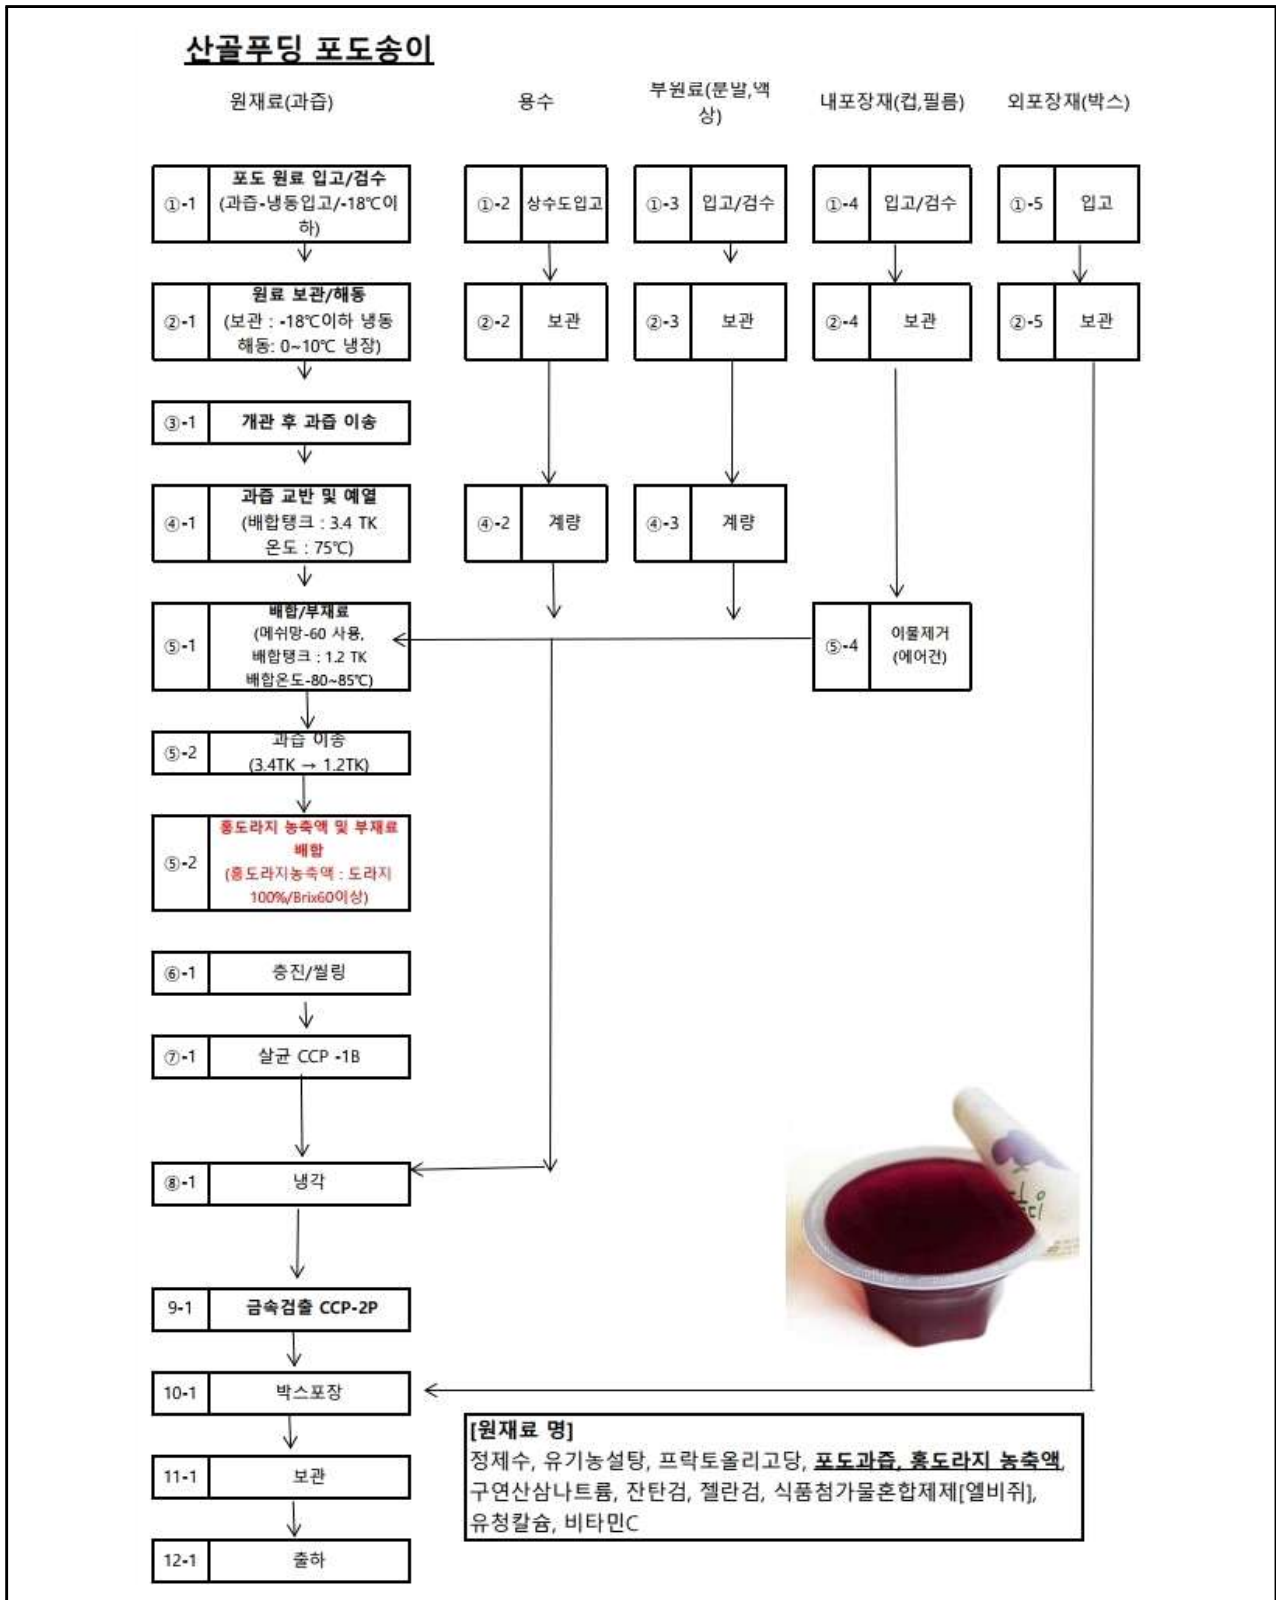 산골푸딩 포도송이
원재료(과즙)
용수
부원료(분말,액
상)
내포장재(컵,필름)
외포장재(박스)
①-1
포도 원료 입고/검수
(과즙-냉동입고/-18℃이
하)
①-2
상수도입고
①-3
입고/검수
①-4
입고/검수
①-5
입고
②-1
원료 보관/해동
(보관 : -18℃이하 냉동
해동: 0~10℃ 냉장)
②-2
보관
②-3
보관
②-4
보관
②-5
보관
③-1
개관 후 과즙 이송
④-1
과즙 교반 및 예열
(배합탱크 : 3.4 TK
온도 : 75℃)
④-2
계량
④-3
계량
⑤-1
배합/부재료
(메쉬망-60 사용,
배합탱크 : 1.2 TK
배합온도-80~85℃)
⑤-4
이물제거
(에어건)
⑤-2
과즙 이송
(3.4TK → 1.2TK)
⑤-2
홍도라지 농축액 및 부재료
배합
(홍도라지농축액 : 도라지
100%/Brix60이상)
⑥-1
충진/씰링
⑦-1
살균 CCP -1B
⑧-1
냉각
9-1
금속검출 CCP-2P
10-1
박스포장
11-1
보관
12-1
출하
[원재료 명]
정제수, 유기농설탕, 프락토올리고당, 포도과즙, 홍도라지 농축액,
구연산삼나트륨, 잔탄검, 젤란검, 식품첨가물혼합제제[엘비쥐],
유청칼슘, 비타민C